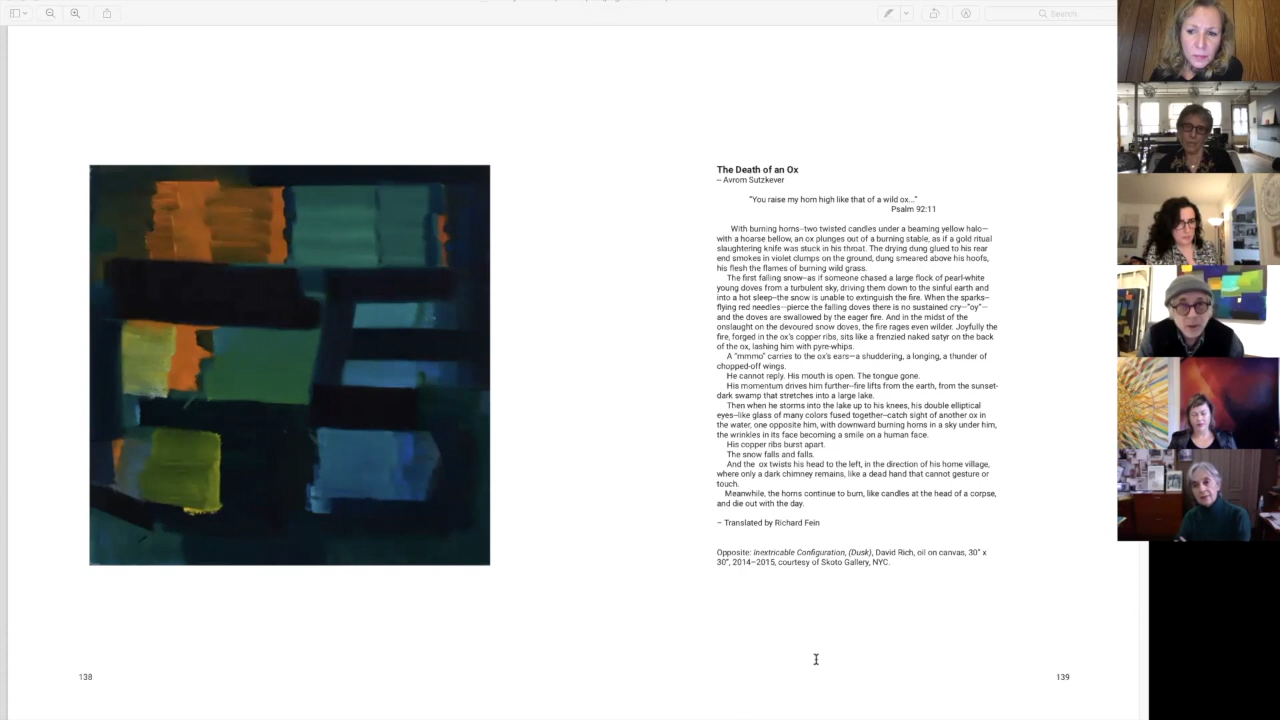 Search
The Death of an Ox
– Avrom Sutzkever
"You raise my horn high like that of a wild ox..."
Psalm 92:11
With burning horns–two twisted candles under a beaming yellow halo—
with a hoarse bellow, an ox plunges out of a burning stable, as if a gold ritual
slaughtering knife was stuck in his throat. The drying dung glued to his rear
end smokes in violet clumps on the ground, dung smeared above his hoofs,
his flesh the flames of burning wild grass.
The first falling snow–as if someone chased a large flock of pearl-white
young doves from a turbulent sky, driving them down to the sinful earth and
into a hot sleep–the snow is unable to extinguish the fire. When the sparks–
flying red needles–pierce the falling doves there is no sustained cry–"oy"–
and the doves are swallowed by the eager fire. And in the midst of the
onslaught on the devoured snow doves, the fire rages even wilder. Joyfully the
fire, forged in the ox's copper ribs, sits like a frenzied naked satyr on the back
of the ox, lashing him with pyre-whips.
A "mmmo" carries to the ox's ears—a shuddering, a longing, a thunder of
chopped-off wings.
He cannot reply. His mouth is open. The tongue gone.
His momentum drives him further–fire lifts from the earth, from the sunset-
dark swamp that stretches into a large lake.
Then when he storms into the lake up to his knees, his double elliptical
eyes–like glass of many colors fused together–catch sight of another ox in
the water, one opposite him, with downward burning horns in a sky under him,
the wrinkles in its face becoming a smile on a human face.
His copper ribs burst apart.
The snow falls and falls.
And the ox twists his head to the left, in the direction of his home village,
where only a dark chimney remains, like a dead hand that cannot gesture or
touch.
Meanwhile, the horns continue to burn, like candles at the head of a corpse,
and die out with the day.
– Translated by Richard Fein
Opposite: Inextricable Configuration, (Dusk), David Rich, oil on canvas, 30" x
30", 2014–2015, courtesy of Skoto Gallery, NYC.
138
139